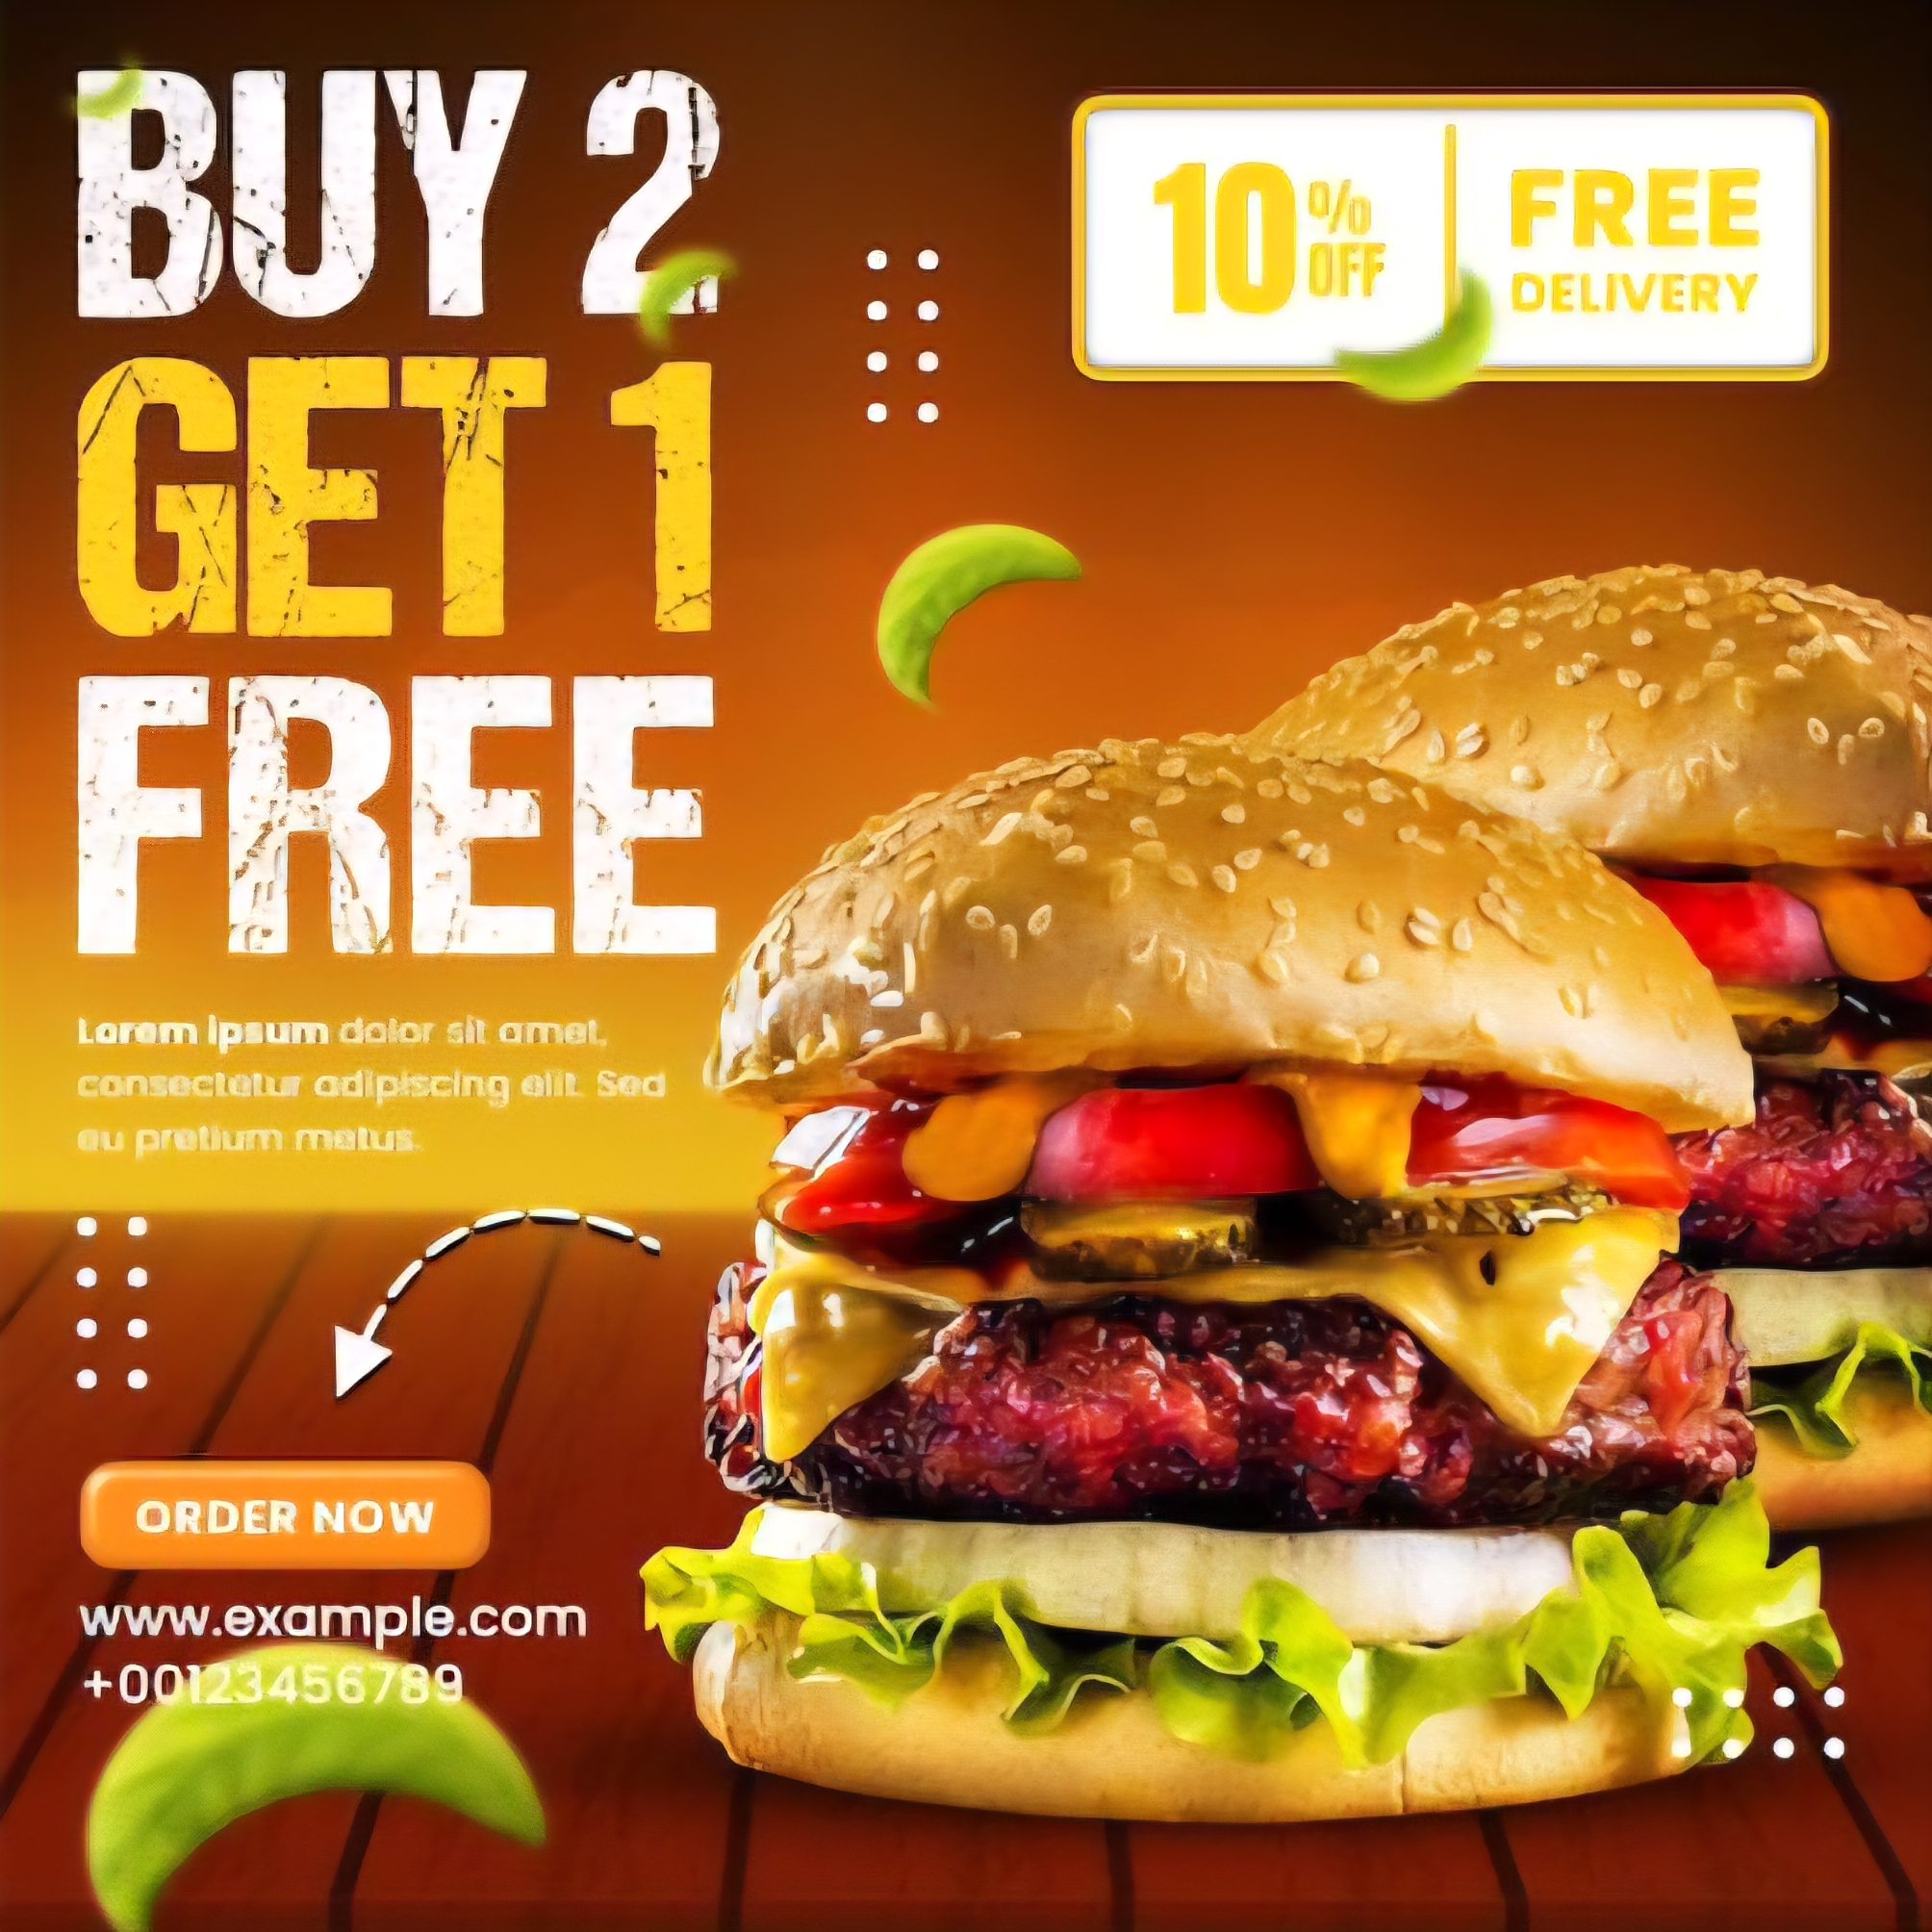 BUY 2
GET 1
FREE
10% OFF
FREE
DELIVERY
Lorem ipsum dolor sit amet,
consectetur adipiscing elit. Sed
eu pretium metus.
ORDER NOW
www.example.com
+00123456789